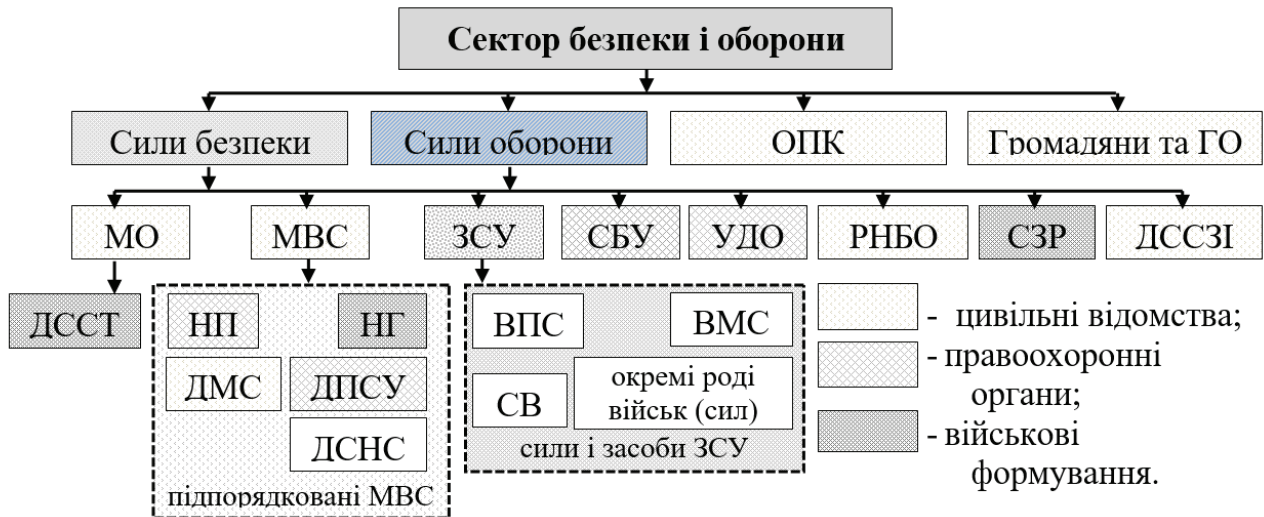 Сектор безпеки і оборони
Сили безпеки
Сили оборони
ОПК
Громадяни та ГО
МО
МВС
ЗСУ
СБУ
УДО
РНБО
СЗР
ДССЗІ
ДССТ
НП
НГ
ДМС
ДПСУ
ДСНС
підпорядковані МВС
ВПС
ВМС
СВ
окремі роді
військ (сил)
сили і засоби ЗСУ
- цивільні відомства;
- правоохоронні
органи;
- військові
формування.